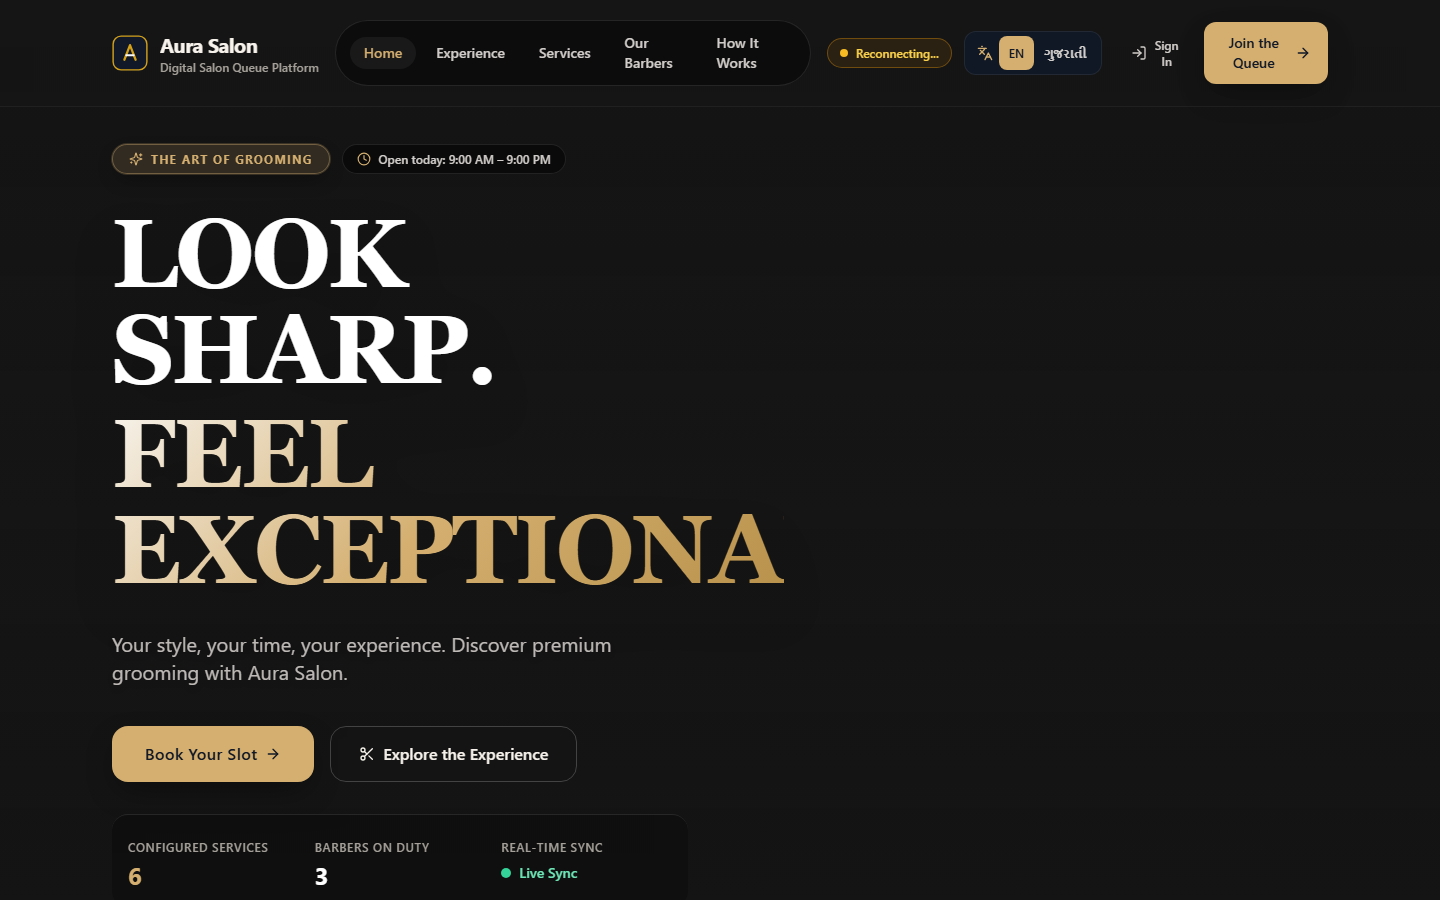 Aura Salon
Digital Salon Queue Platform
Home
Experience
Services
Our
Barbers
How It
Works
Reconnecting...
EN
ગુજરાતી
Sign
In
Join the
Queue
THE ART OF GROOMING
Open today: 9:00 AM – 9:00 PM
LOOK
SHARP.
FEEL
EXCEPTIONA
Your style, your time, your experience. Discover premium
grooming with Aura Salon.
Book Your Slot
Explore the Experience
CONFIGURED SERVICES
BARBERS ON DUTY
REAL-TIME SYNC
6
3
Live Sync